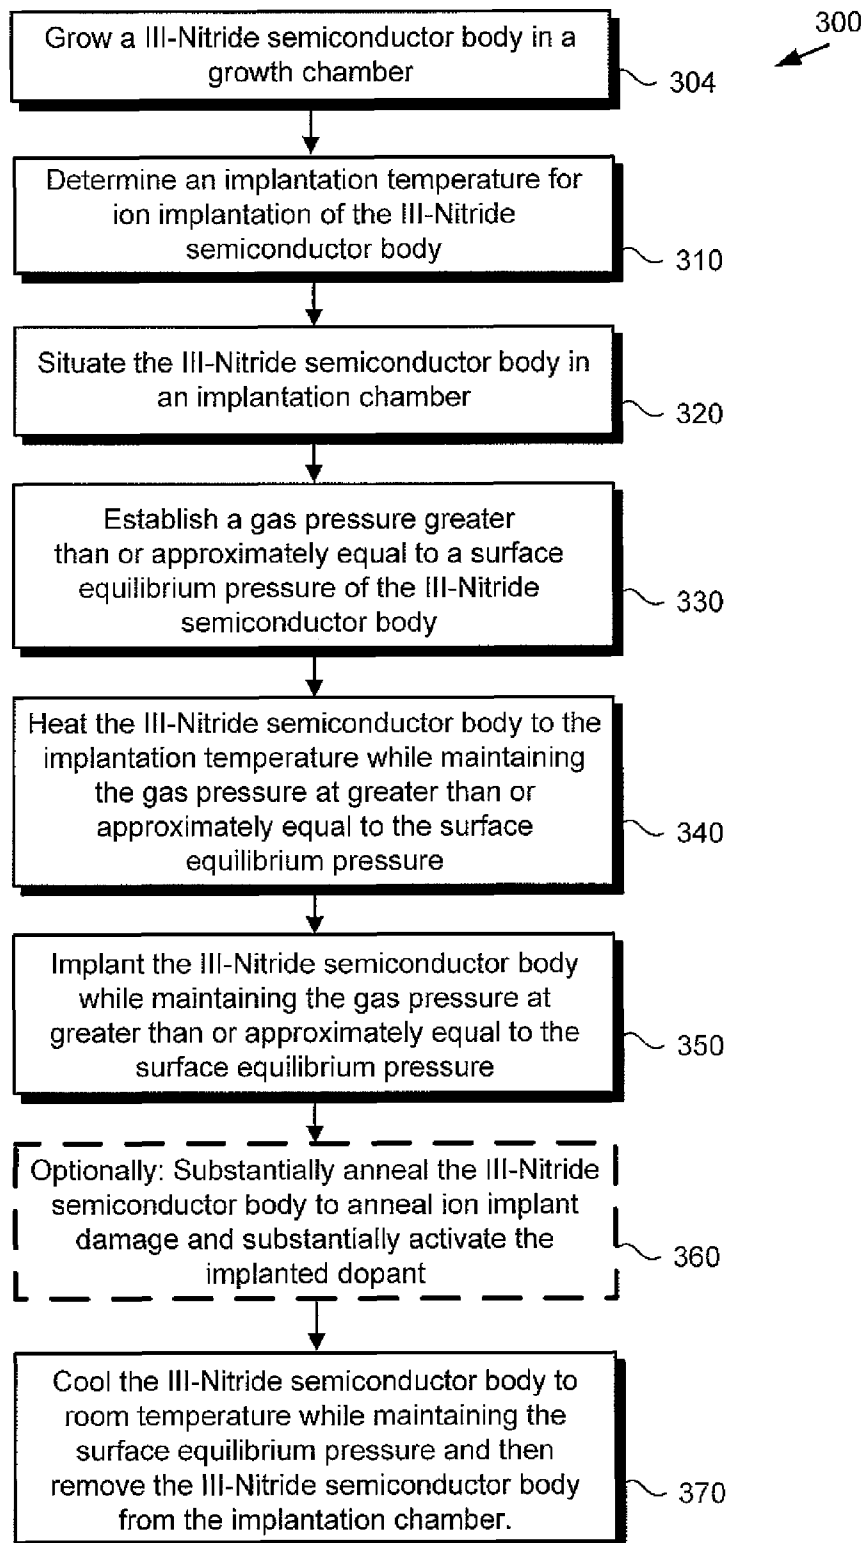 300
Grow a III-Nitride semiconductor body in a
growth chamber
304
Determine an implantation temperature for
ion implantation of the III-Nitride
semiconductor body
310
Situate the III-Nitride semiconductor body in
an implantation chamber
320
Establish a gas pressure greater
than or approximately equal to a surface
equilibrium pressure of the III-Nitride
semiconductor body
330
Heat the III-Nitride semiconductor body to the
implantation temperature while maintaining
the gas pressure at greater than or
approximately equal to the surface
equilibrium pressure
340
Implant the III-Nitride semiconductor body
while maintaining the gas pressure at
greater than or approximately equal to the
surface equilibrium pressure
350
Optionally: Substantially anneal the III-Nitride
semiconductor body to anneal ion implant
damage and substantially activate the
implanted dopant
360
Cool the III-Nitride semiconductor body to
room temperature while maintaining the
surface equilibrium pressure and then
remove the III-Nitride semiconductor body
from the implantation chamber.
370